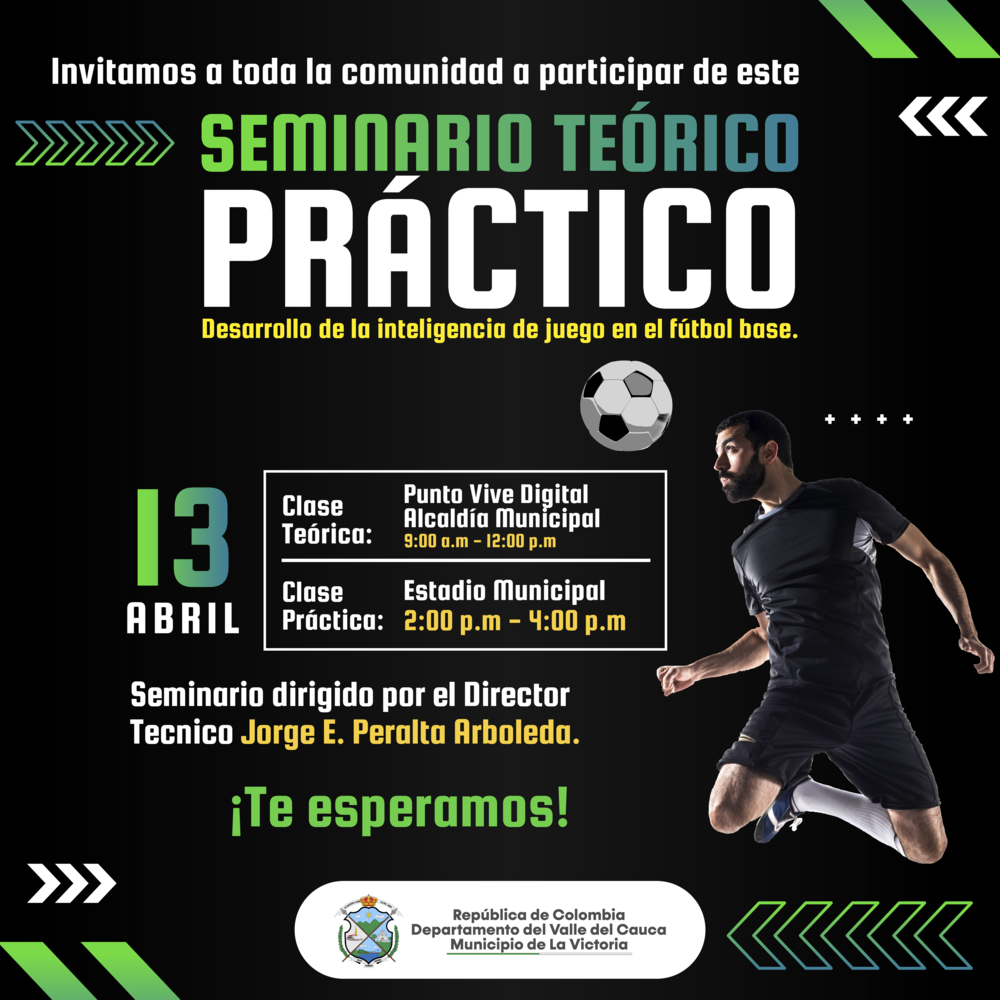 Invitamos a toda la comunidad a participar de este
SEMINARIO TEÓRICO
PRÁCTICO
Desarrollo de la inteligencia de juego en el fútbol base.
13
ABRIL
Clase
Teórica:
Punto Vive Digital
Alcaldía Municipal
9:00 a.m - 12:00 p.m
Clase
Práctica:
Estadio Municipal
2:00 p.m - 4:00 p.m
Seminario dirigido por el Director
Tecnico Jorge E. Peralta Arboleda.
¡Te esperamos!
República de Colombia
Departamento del Valle del Cauca
Municipio de La Victoria